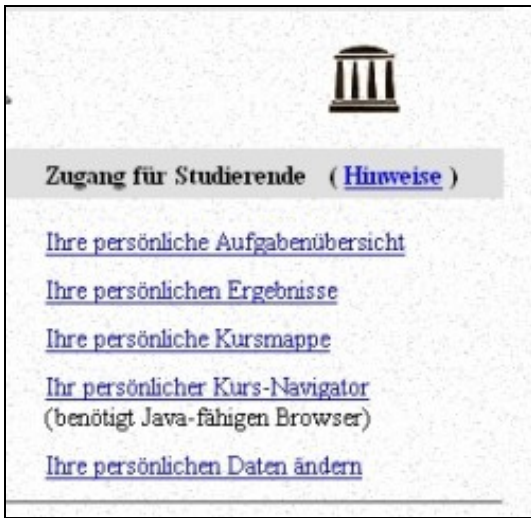 Zugang für Studierende ( Hinweise )
Ihre persönliche Aufgabenübersicht
Ihre persönlichen Ergebnisse
Ihre persönliche Kursmappe
Ihr persönlicher Kurs-Navigator
(benötigt Java-fähigen Browser)
Ihre persönlichen Daten ändern